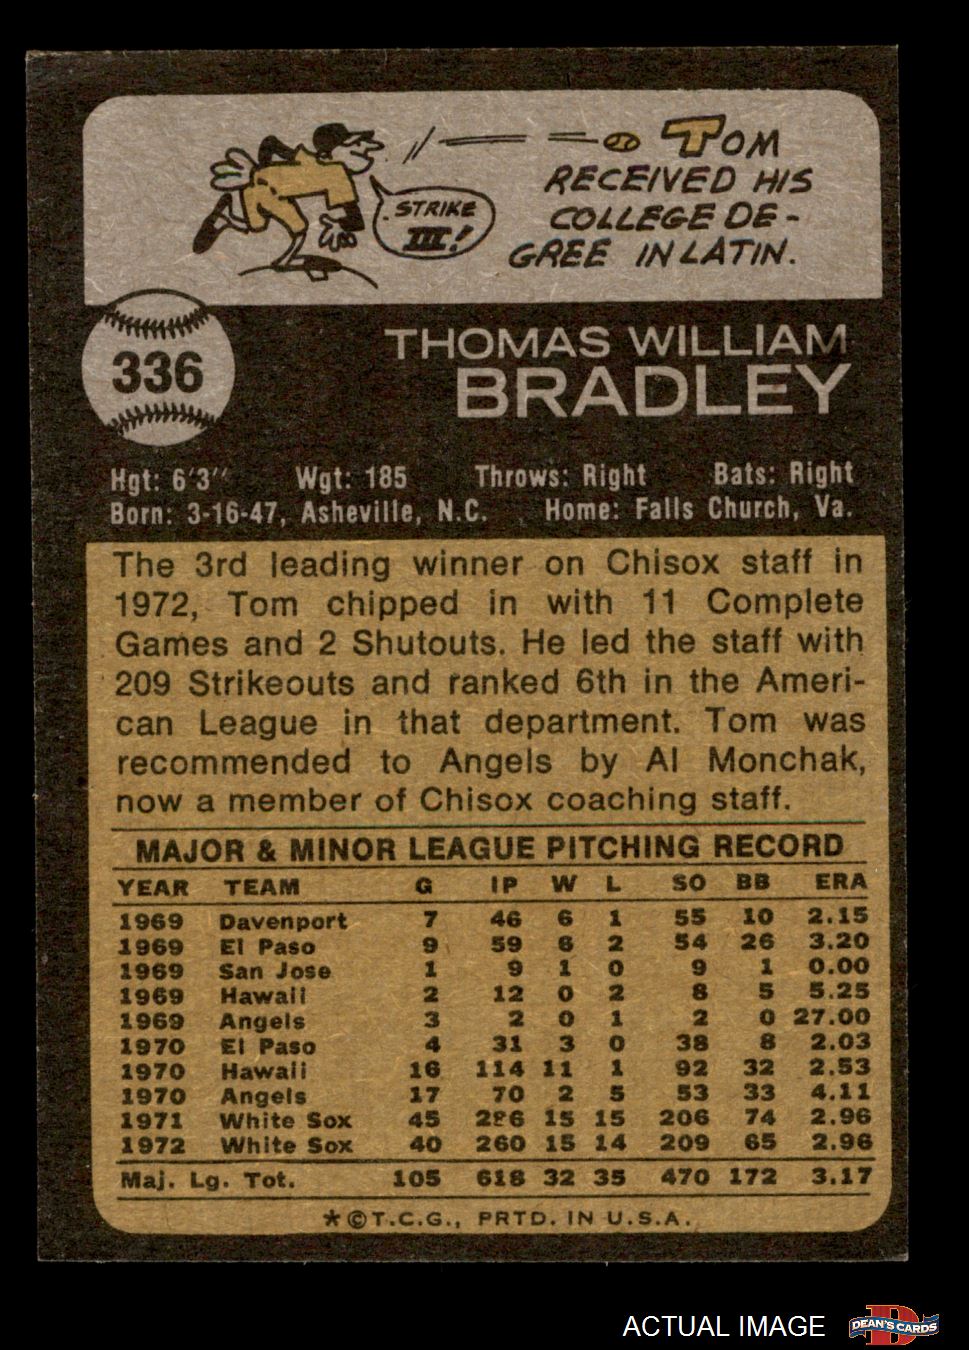 TOM
RECEIVED HIS
COLLEGE DE-
GREE IN LATIN.
STRIKE
III!
336
THOMAS WILLIAM
BRADLEY
Hgt: 6'3" Wgt: 185 Throws: Right Bats: Right
Born: 3-16-47, Asheville, N.C. Home: Falls Church, Va.
The 3rd leading winner on Chisox staff in
1972, Tom chipped in with 11 Complete
Games and 2 Shutouts. He led the staff with
209 Strikeouts and ranked 6th in the Ameri-
can League in that department. Tom was
recommended to Angels by Al Monchak,
now a member of Chisox coaching staff.
MAJOR & MINOR LEAGUE PITCHING RECORD
YEAR TEAM G IP W L SO BB ERA
1969 Davenport 7 46 6 1 55 10 2.15
1969 El Paso 9 59 6 2 54 26 3.20
1969 San Jose 1 9 1 0 9 1 0.00
1969 Hawaii 2 12 0 2 8 5 5.25
1969 Angels 3 2 0 1 2 0 27.00
1970 El Paso 4 31 3 0 38 8 2.03
1970 Hawaii 16 114 11 1 92 32 2.53
1970 Angels 17 70 2 5 53 33 4.11
1971 White Sox 45 286 15 15 206 74 2.96
1972 White Sox 40 260 15 14 209 65 2.96
Maj. Lg. Tot. 105 618 32 35 470 172 3.17
*©T.C.G., PRTD. IN U.S.A.
ACTUAL IMAGE
D
DEAN'S CARDS